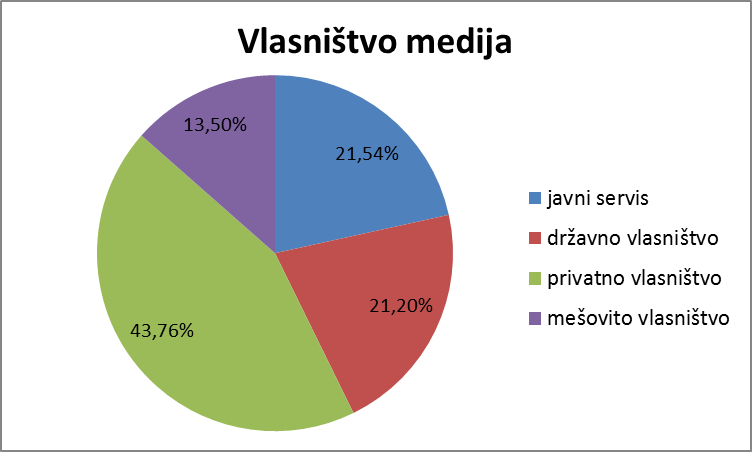 Vlasništvo medija
13,50%
21,54%
21,20%
43,76%
javni servis
državno vlasništvo
privatno vlasništvo
mešovito vlasništvo